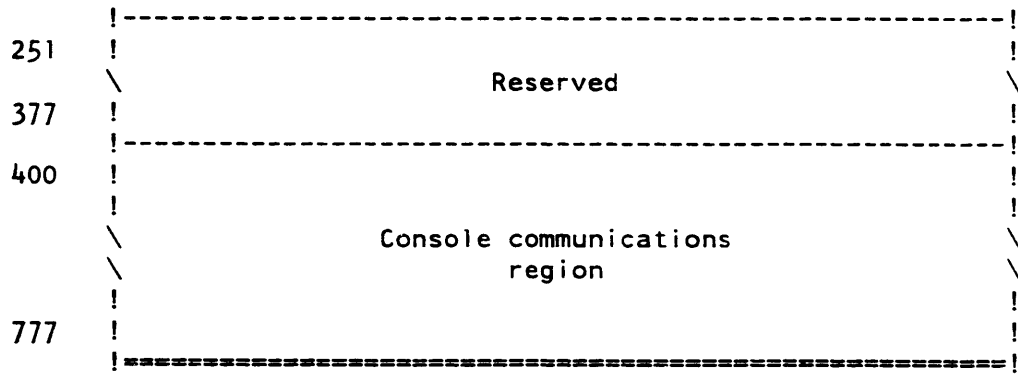 !-------------------------------------------------------!
251 !                                                       !
\ Reserved \
377 !                                                       !
!-------------------------------------------------------!
400 !                                                       !
!                                                       !
\ Console communications \
\ region \
!                                                       !
777 !                                                       !
!=======================================================!